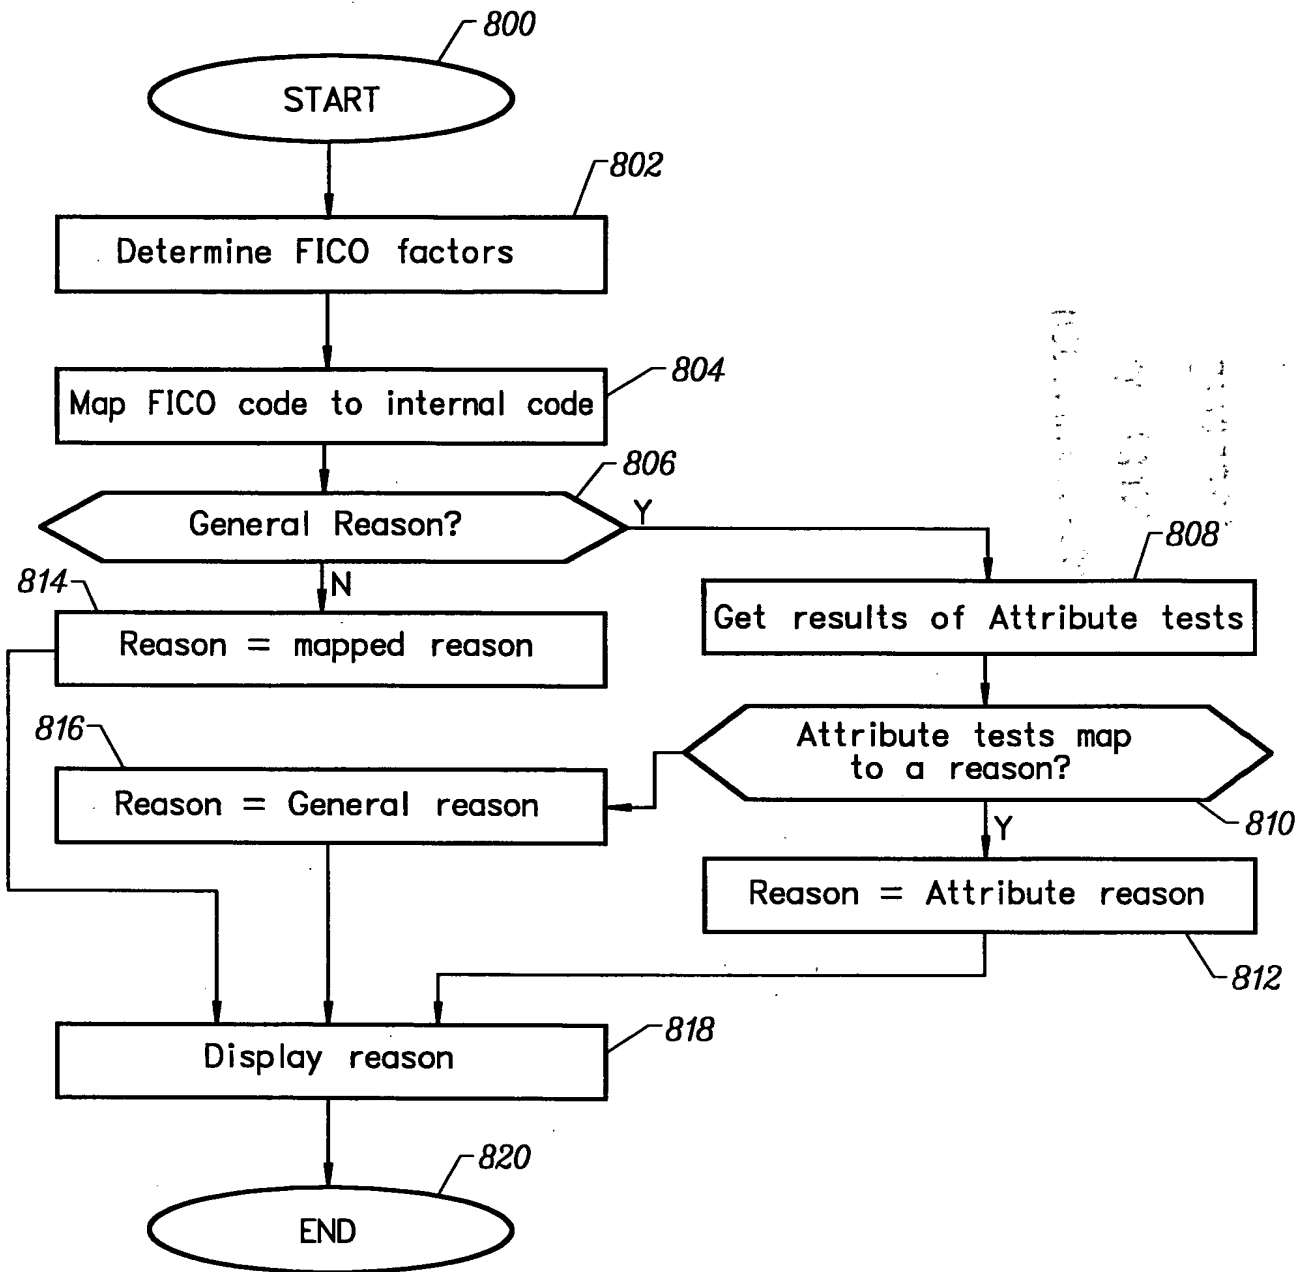 800
START
802
Determine FICO factors
804
Map FICO code to internal code
806
General Reason?
Y
808
814
N
Get results of Attribute tests
Reason = mapped reason
816
Attribute tests map
to a reason?
Reason = General reason
810
Y
Reason = Attribute reason
812
818
Display reason
820
END